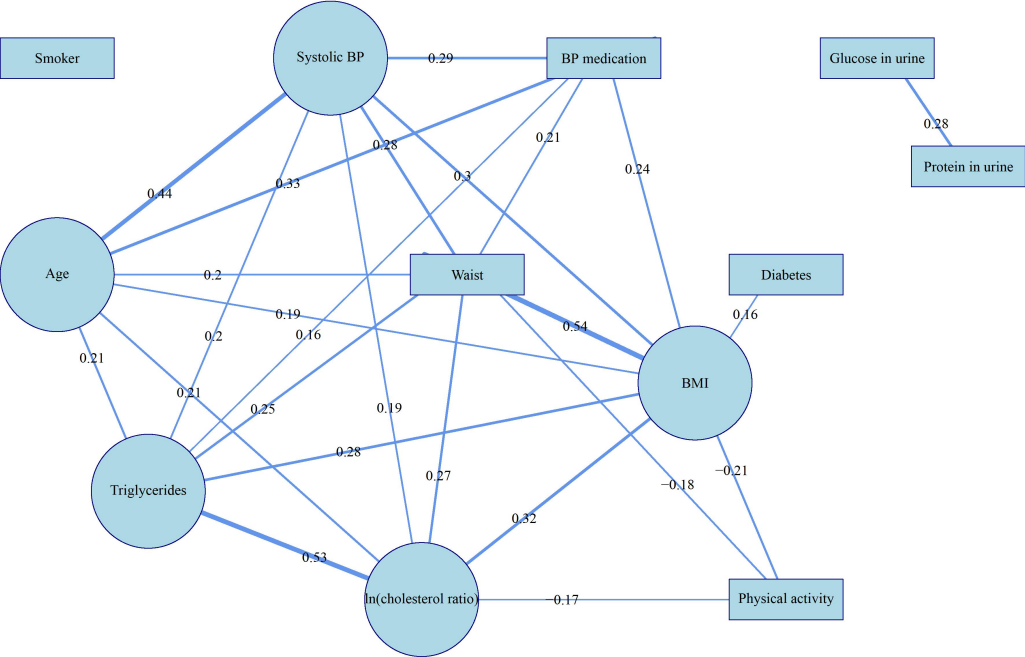 Smoker
Systolic BP
0.29
BP medication
Glucose in urine
0.28
Protein in urine
0.21
0.28
0.3
0.24
0.33
0.44
Age
0.2
Waist
Diabetes
0.19
0.16
0.54
0.16
0.2
0.21
BMI
0.21
0.25
0.19
0.28
−0.21
0.27
−0.18
Triglycerides
0.32
0.53
ln(cholesterol ratio)
−0.17
Physical activity